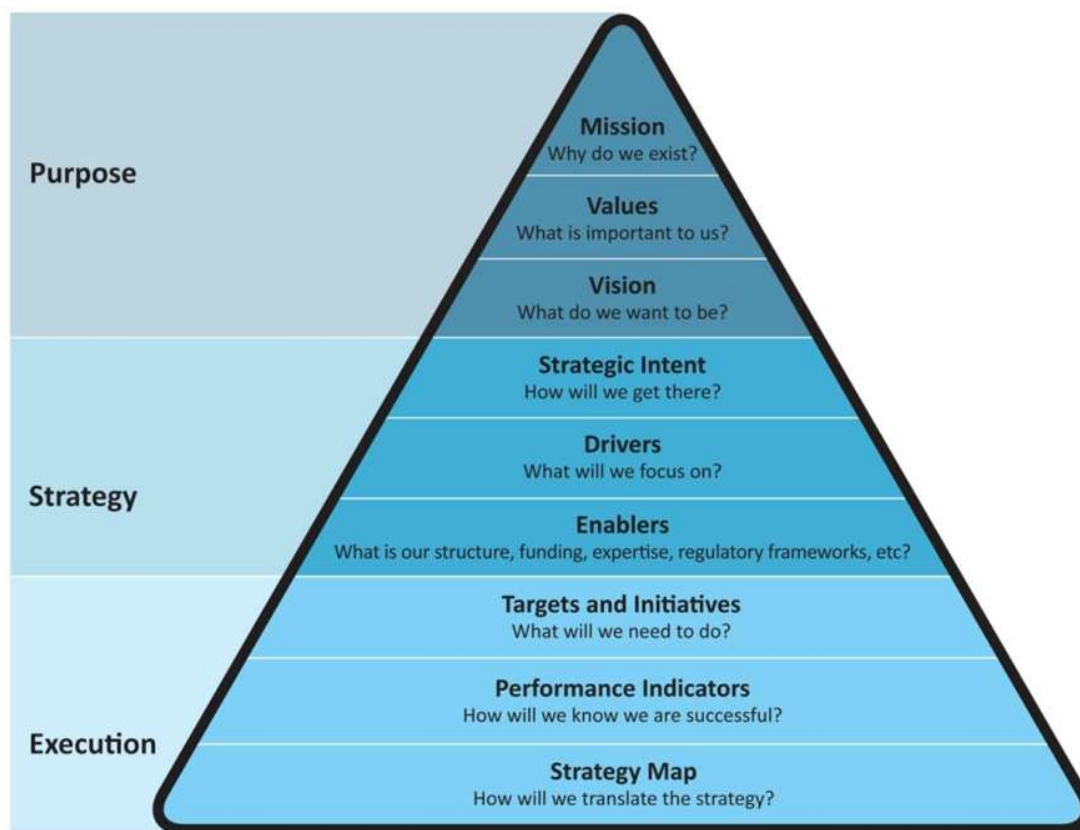 Purpose
Mission
Why do we exist?
Values
What is important to us?
Vision
What do we want to be?
Strategy
Strategic Intent
How will we get there?
Drivers
What will we focus on?
Enablers
What is our structure, funding, expertise, regulatory frameworks, etc?
Execution
Targets and Initiatives
What will we need to do?
Performance Indicators
How will we know we are successful?
Strategy Map
How will we translate the strategy?